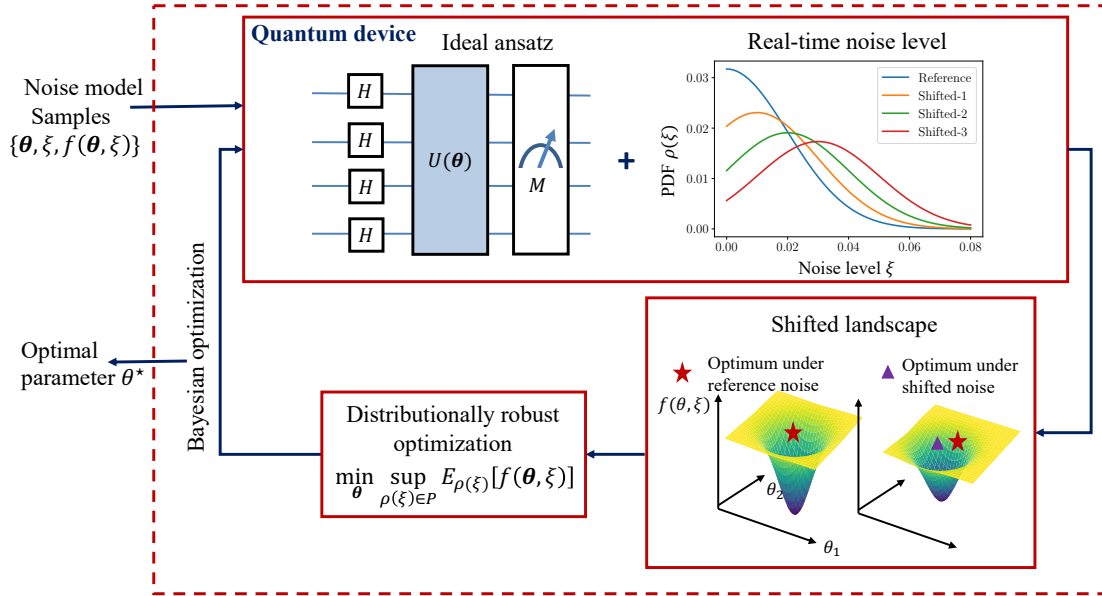 Noise model
Samples
{𝜽, ξ, f(𝜽, ξ)}
Quantum device
Ideal ansatz
H
H
H
H
U(𝜽)
M
+
Real-time noise level
Reference
Shifted-1
Shifted-2
Shifted-3
PDF ρ(ξ)
0.03
0.02
0.01
0.00
0.00
0.02
0.04
0.06
0.08
Noise level ξ
Bayesian optimization
Optimal
parameter θ*
Distributionally robust
optimization
min sup E_ρ(ξ)[f(𝜽, ξ)]
𝜽 ρ(ξ)∈P
Shifted landscape
Optimum under
reference noise
Optimum under
shifted noise
f(θ, ξ)
θ₂
θ₁